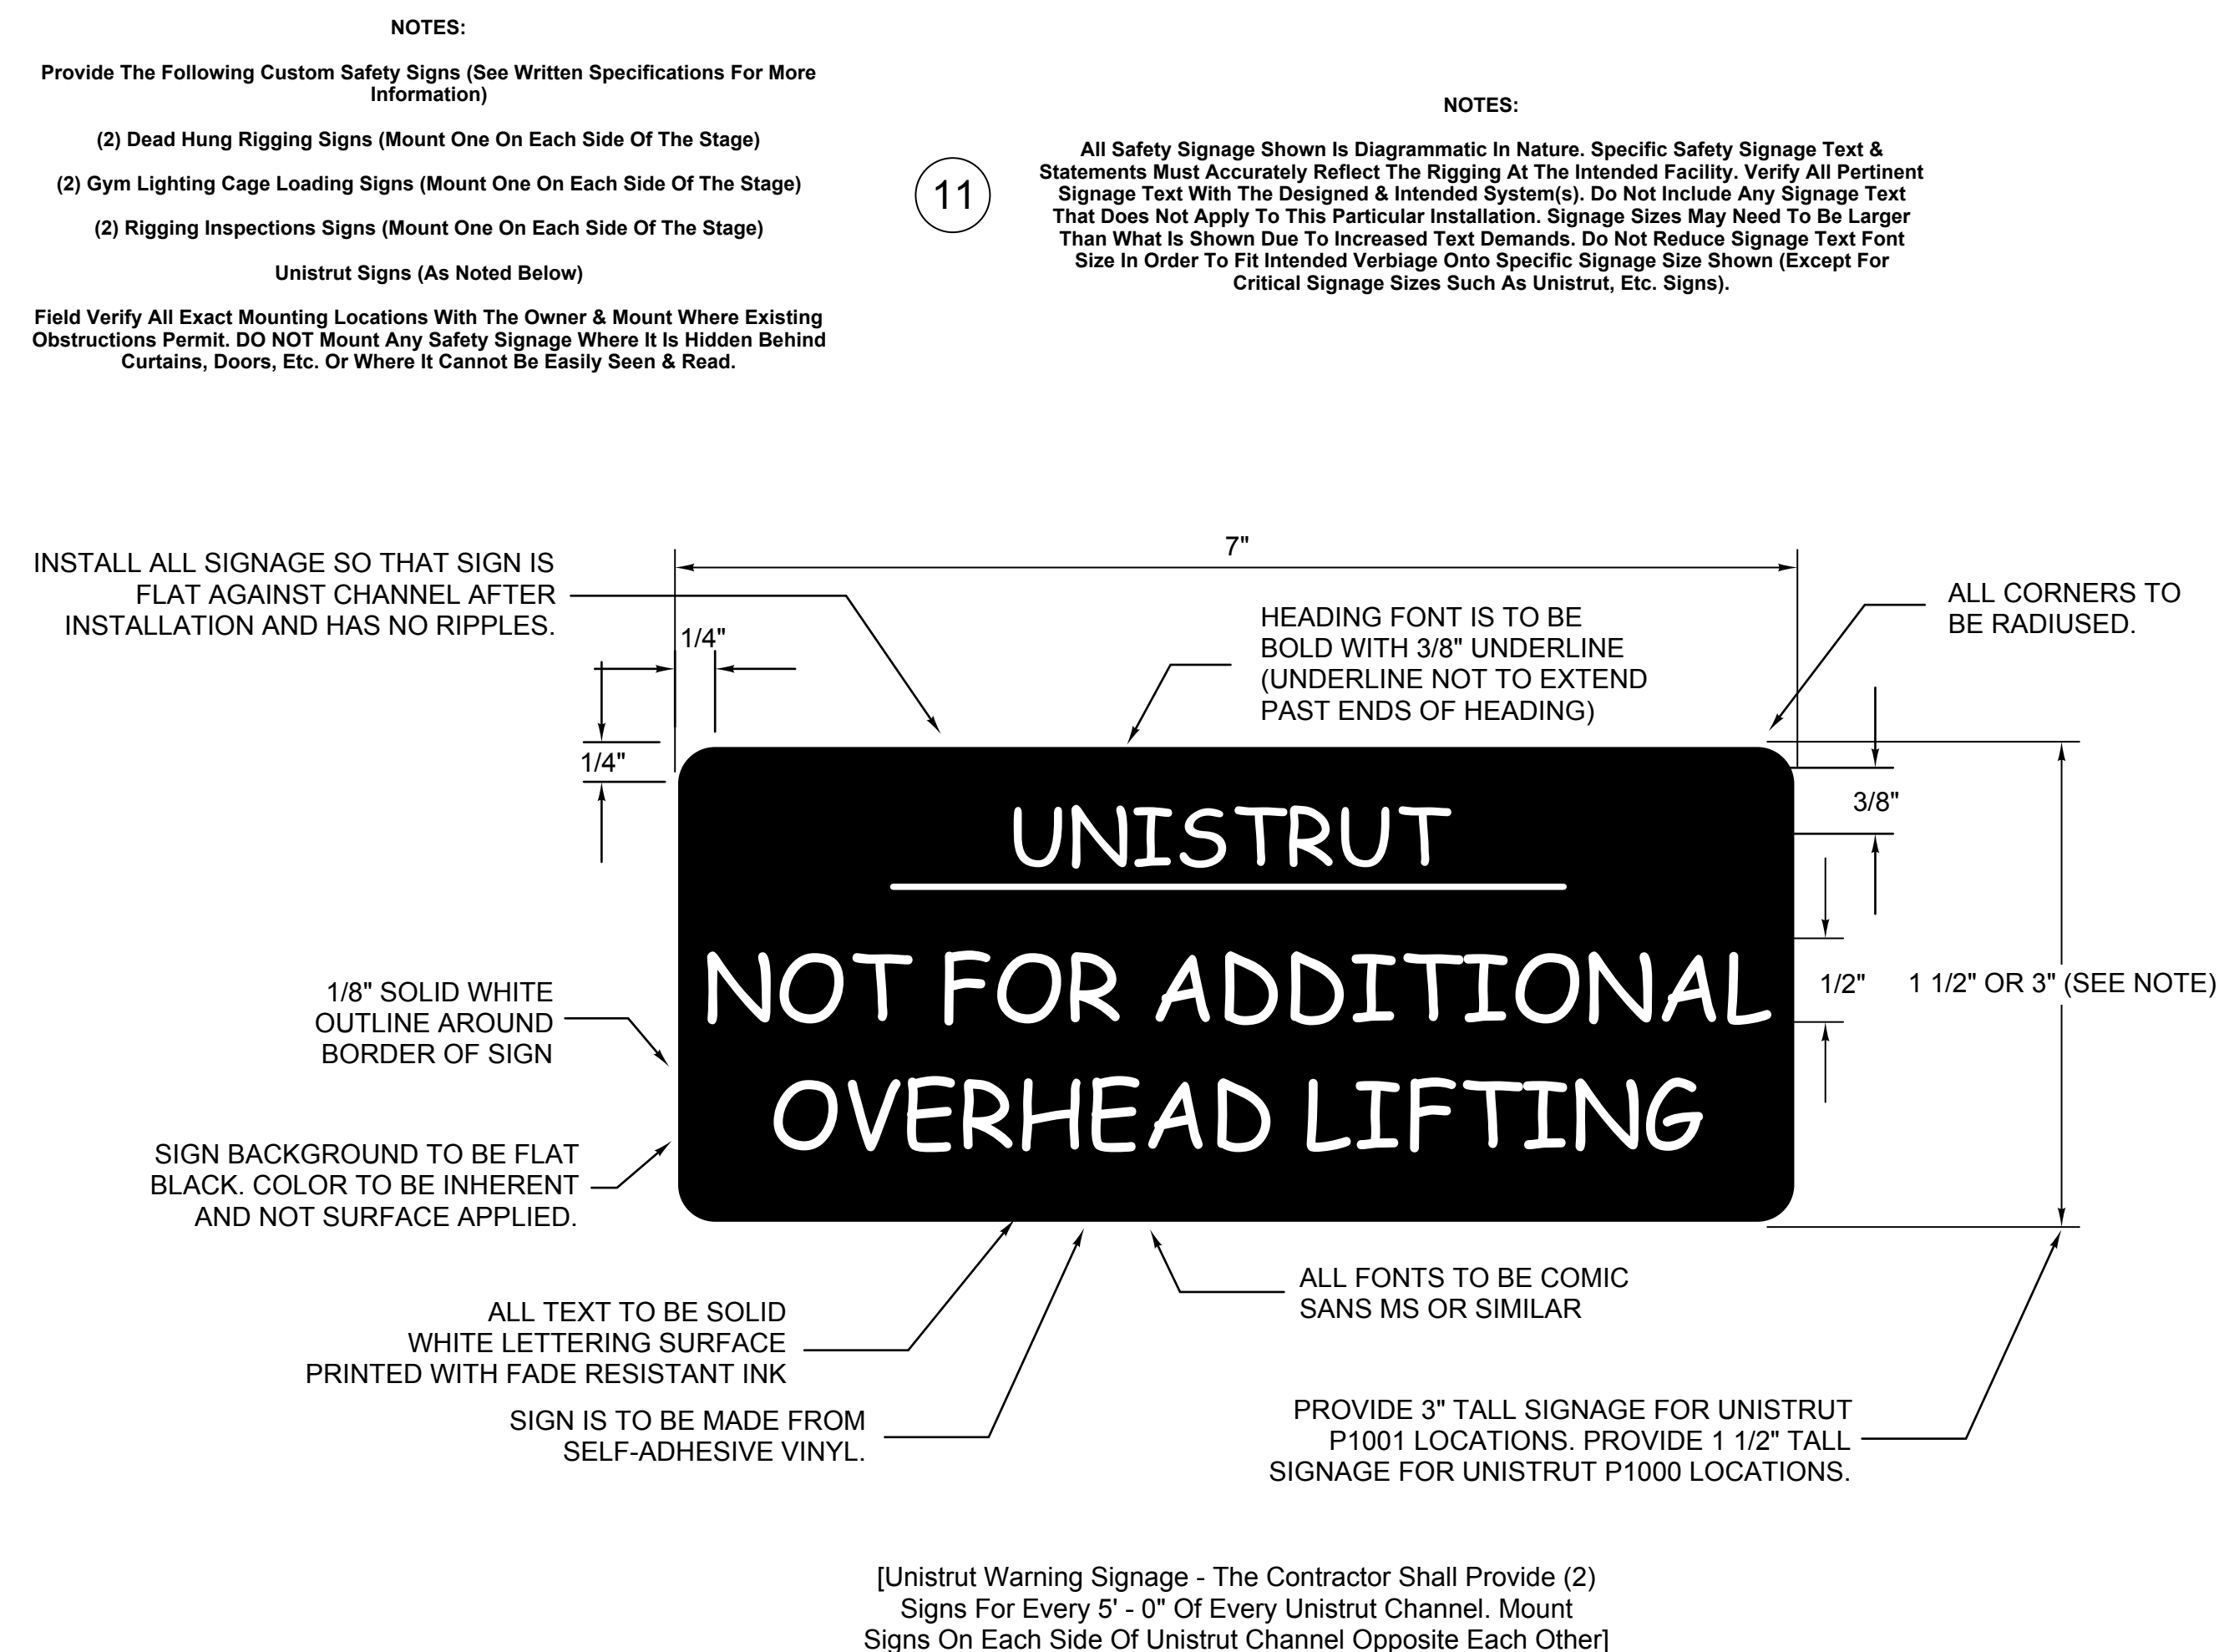 NOTES:
Provide The Following Custom Safety Signs (See Written Specifications For More
Information)
(2) Dead Hung Rigging Signs (Mount One On Each Side Of The Stage)
(2) Gym Lighting Cage Loading Signs (Mount One On Each Side Of The Stage)
(2) Rigging Inspections Signs (Mount One On Each Side Of The Stage)
Unistrut Signs (As Noted Below)
Field Verify All Exact Mounting Locations With The Owner & Mount Where Existing
Obstructions Permit. DO NOT Mount Any Safety Signage Where It Is Hidden Behind
Curtains, Doors, Etc. Or Where It Cannot Be Easily Seen & Read.
11
NOTES:
All Safety Signage Shown Is Diagrammatic In Nature. Specific Safety Signage Text &
Statements Must Accurately Reflect The Rigging At The Intended Facility. Verify All Pertinent
Signage Text With The Designed & Intended System(s). Do Not Include Any Signage Text
That Does Not Apply To This Particular Installation. Signage Sizes May Need To Be Larger
Than What Is Shown Due To Increased Text Demands. Do Not Reduce Signage Text Font
Size In Order To Fit Intended Verbiage Onto Specific Signage Size Shown (Except For
Critical Signage Sizes Such As Unistrut, Etc. Signs).
7"
INSTALL ALL SIGNAGE SO THAT SIGN IS
FLAT AGAINST CHANNEL AFTER
INSTALLATION AND HAS NO RIPPLES.
1/4"
1/4"
HEADING FONT IS TO BE
BOLD WITH 3/8" UNDERLINE
(UNDERLINE NOT TO EXTEND
PAST ENDS OF HEADING)
ALL CORNERS TO
BE RADIUSED.
3/8"
UNISTRUT
NOT FOR ADDITIONAL
OVERHEAD LIFTING
1/2"
1 1/2" OR 3" (SEE NOTE)
1/8" SOLID WHITE
OUTLINE AROUND
BORDER OF SIGN
SIGN BACKGROUND TO BE FLAT
BLACK. COLOR TO BE INHERENT
AND NOT SURFACE APPLIED.
ALL TEXT TO BE SOLID
WHITE LETTERING SURFACE
PRINTED WITH FADE RESISTANT INK
SIGN IS TO BE MADE FROM
SELF-ADHESIVE VINYL.
ALL FONTS TO BE COMIC
SANS MS OR SIMILAR
PROVIDE 3" TALL SIGNAGE FOR UNISTRUT
P1001 LOCATIONS. PROVIDE 1 1/2" TALL
SIGNAGE FOR UNISTRUT P1000 LOCATIONS.
[Unistrut Warning Signage - The Contractor Shall Provide (2)
Signs For Every 5' - 0" Of Every Unistrut Channel. Mount
Signs On Each Side Of Unistrut Channel Opposite Each Other]